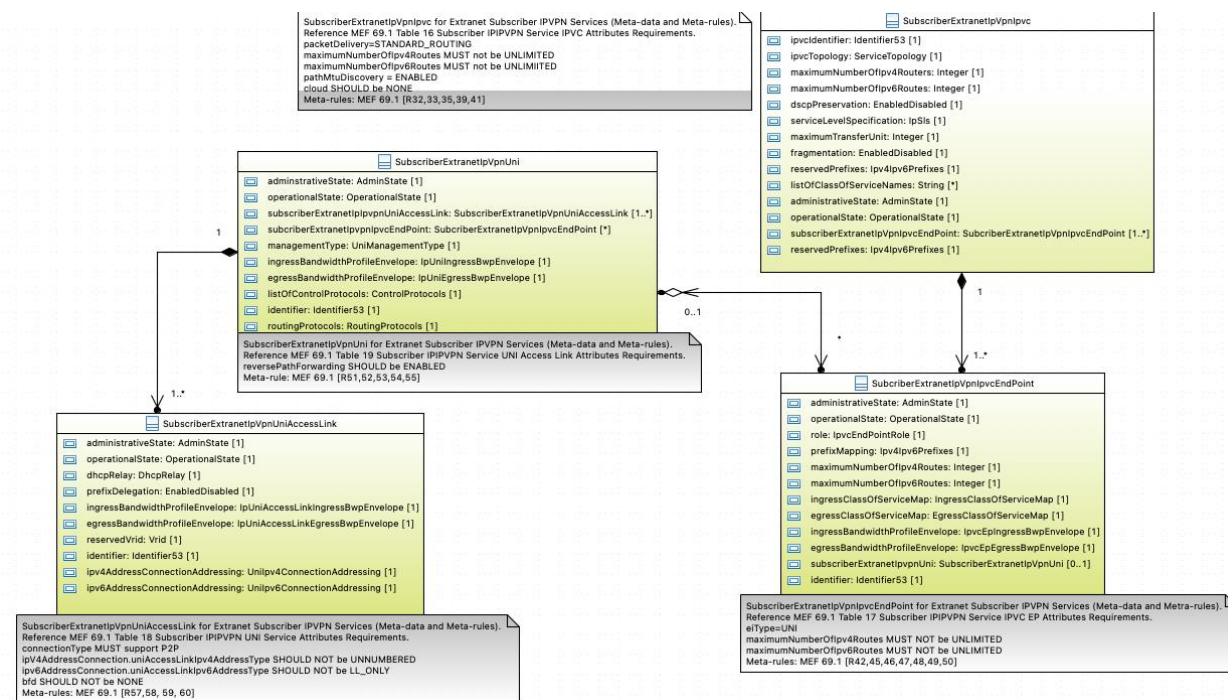 SubscriberExtranetIpVpnIpvc for Extranet Subscriber IPVPN Services (Meta-data and Meta-rules).
Reference MEF 69.1 Table 16 Subscriber IPIPVPN Service IPVC Attributes Requirements.
packetDelivery=STANDARD_ROUTING
maximumNumberOfIpv4Routes MUST not be UNLIMITED
maximumNumberOfIpv6Routes MUST not be UNLIMIITED
pathMtuDiscovery = ENABLED
cloud SHOULD be NONE
Meta-rules: MEF 69.1 [R32,33,35,39,41]
SubscriberExtranetIpVpnIpvc
ipvcIdentifier: Identifier53 [1]
ipvcTopology: ServiceTopology [1]
maximumNumberOfIpv4Routers: Integer [1]
maximumNumberOfIpv6Routes: Integer [1]
dscpPreservation: EnabledDisabled [1]
serviceLevelSpecification: IpSls [1]
maximumTransferUnit: Integer [1]
fragmentation: EnabledDisabled [1]
reservedPrefixes: Ipv4Ipv6Prefixes [1]
listOfClassOfServiceNames: String [*]
administrativeState: AdminState [1]
operationalState: OperationalState [1]
subscriberExtranetIpVpnIpvcEndPoint: SubcriberExtranetIpVpnIpvcEndPoint [1..*]
reservedPrefixes: Ipv4Ipv6Prefixes [1]
SubscriberExtranetIpVpnUni
adminstrativeState: AdminState [1]
operationalState: OperationalState [1]
subscriberExtranetIpIpvpnUniAccessLink: SubscriberExtranetIpVpnUniAccessLink [1..*]
subcriberExtranetIpvpnIpvcEndPoint: SubcriberExtranetIpVpnIpvcEndPoint [*]
managementType: UniManagementType [1]
ingressBandwidthProfileEnvelope: IpUniIngressBwpEnvelope [1]
egressBandwidthProfileEnvelope: IpUniEgressBwpEnvelope [1]
listOfControlProtocols: ControlProtocols [1]
identifier: Identifier53 [1]
routingProtocols: RoutingProtocols [1]
SubscriberExtranetIpVpnUni for Extranet Subscriber IPVPN Services (Meta-data and Meta-rules).
Reference MEF 69.1 Table 19 Subscriber IPIPVPN Service UNI Access Link Attributes Requirements.
reversePathForwarding SHOULD be ENABLED
Meta-rule: MEF 69.1 [R51,52,53,54,55]
1
1..*
0..1
*
1
1..*
SubscriberExtranetIpVpnUniAccessLink
administrativeState: AdminState [1]
operationalState: OperationalState [1]
dhcpRelay: DhcpRelay [1]
prefixDelegation: EnabledDisabled [1]
ingressBandwidthProfileEnvelope: IpUniAccessLinkIngressBwpEnvelope [1]
egressBandwidthProfileEnvelope: IpUniAccessLinkEgressBwpEnvelope [1]
reservedVrid: Vrid [1]
identifier: Identifier53 [1]
ipv4AddressConnectionAddressing: UniIpv4ConnectionAddressing [1]
ipv6AddressConnectionAddressing: UniIpv6ConnectionAddressing [1]
SubscriberExtranetIpVpnUniAccessLink for Extranet Subscriber IPVPN Services (Meta-data and Meta-rules).
Reference MEF 69.1 Table 18 Subscriber IPIPVPN UNI Service Attributes Requirements.
connectionType MUST support P2P
ipV4AddressConnection.uniAccessLinkIpv4AddressType SHOULD NOT be UNNUMBERED
ipv6AddressConnection.uniAccessLinkIpv6AddressType SHOULD NOT be LL_ONLY
bfd SHOULD NOT be NONE
Meta-rules: MEF 69.1 [R57,58, 59, 60]
SubcriberExtranetIpVpnIpvcEndPoint
administrativeState: AdminState [1]
operationalState: OperationalState [1]
role: IpvcEndPointRole [1]
prefixMapping: Ipv4Ipv6Prefixes [1]
maximumNumberOfIpv4Routes: Integer [1]
maximumNumberOfIpv6Routes: Integer [1]
ingressClassOfServiceMap: IngressClassOfServiceMap [1]
egressClassOfServiceMap: EgressClassOfServiceMap [1]
ingressBandwidthProfileEnvelope: IpvcEpIngressBwpEnvelope [1]
egressBandwidthProfileEnvelope: IpvcEpEgressBwpEnvelope [1]
subscriberExtranetIpvpnUni: SubscriberExtranetIpVpnUni [0..1]
identifier: Identifier53 [1]
SubscriberExtranetIpVpnIpvcEndPoint for Extranet Subscriber IPVPN Services (Meta-data and Metra-rules).
Reference MEF 69.1 Table 17 Subscriber IPIPVPN Service IPVC EP Attributes Requirements.
eiType=UNI
maximumNumberOfIpv4Routes MUST NOT be UNLIMITED
maximumNumberOfIpv6Routes MUST NOT be UNLIMITED
Meta-rules: MEF 69.1 [R42,45,46,47,48,49,50]